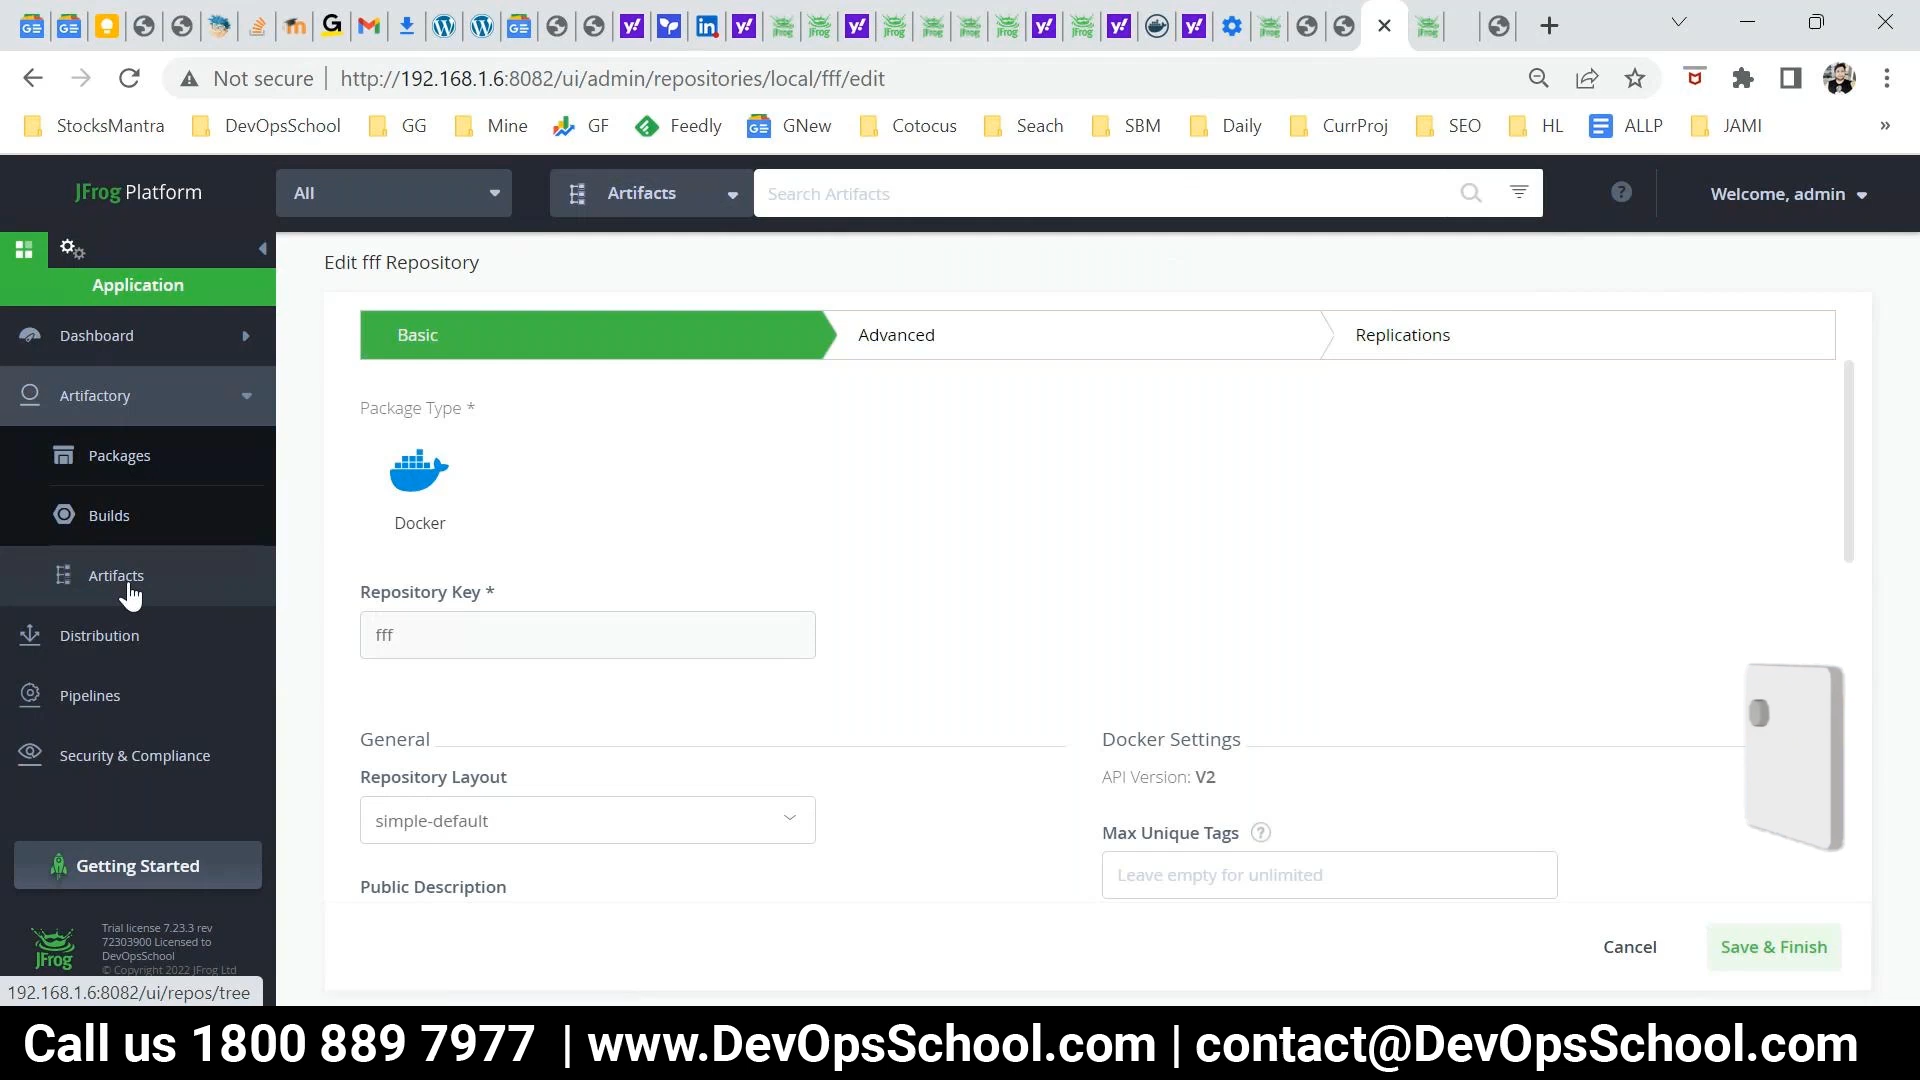 Not secure | http://192.168.1.6:8082/ui/admin/repositories/local/fff/edit
StocksMantra DevOpsSchool GG Mine GF Feedly GNew Cotocus Seach SBM Daily CurrProj SEO HL ALLP JAMI »
JFrog Platform All Artifacts Search Artifacts ? Welcome, admin
Application
Edit fff Repository
Dashboard
Basic Advanced Replications
Artifactory
Package Type *
Packages
Builds
Docker
Artifacts
Repository Key *
fff
Distribution
Pipelines
Security & Compliance
General
Docker Settings
Repository Layout
API Version: V2
simple-default
Max Unique Tags ?
Leave empty for unlimited
Public Description
Getting Started
Cancel Save & Finish
JFrog
Trial license 7.23.3 rev
72303900 Licensed to
DevOpsSchool
© Copyright 2022 JFrog Ltd
192.168.1.6:8082/ui/repos/tree
Call us 1800 889 7977 | www.DevOpsSchool.com | contact@DevOpsSchool.com